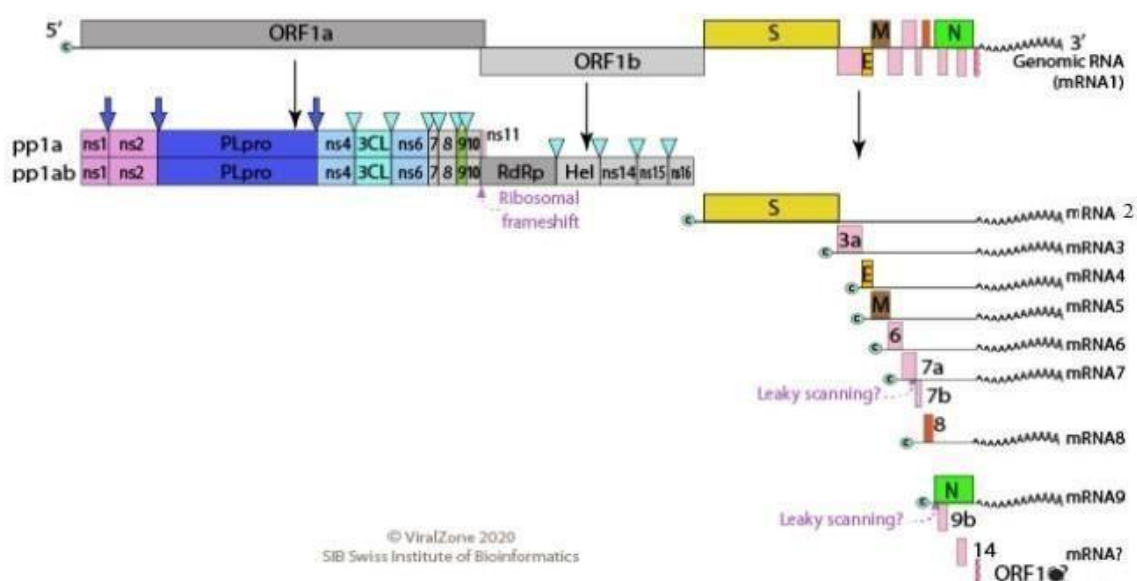 5′ ORF1a S M N 3′
ORF1b E Genomic RNA
(mRNA1)
pp1a ns1 ns2 PLpro ns4 3CL ns6 7 8 9 10 ns11
pp1ab ns1 ns2 PLpro ns4 3CL ns6 7 8 9 10 RdRp Hel ns14 ns15 ns16
Ribosomal
frameshift
c S mRNA 2
c 3a mRNA3
c E mRNA4
c M mRNA5
c 6 mRNA6
c 7a mRNA7
Leaky scanning? 7b
c 8 mRNA8
c N mRNA9
Leaky scanning? 9b
© ViralZone 2020
SIB Swiss Institute of Bioinformatics
14 mRNA?